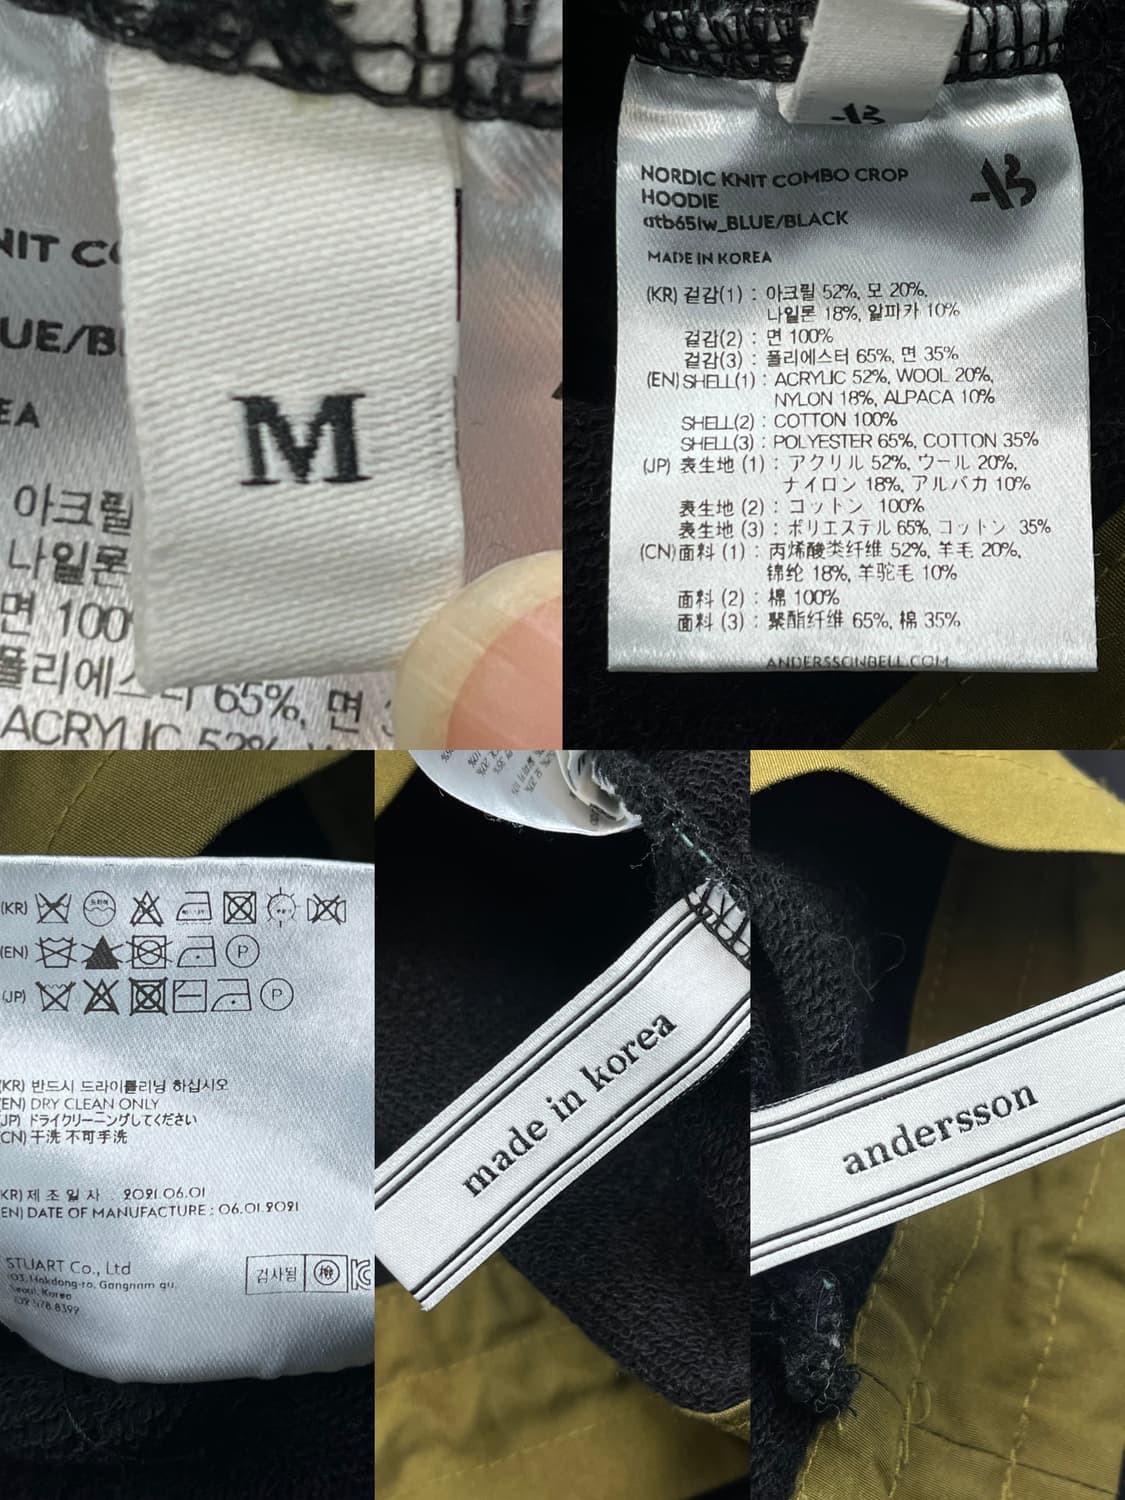 KNIT CO
UE/BL
EA
M
아크릴
나일론
면 100
폴리에스터 65%, 면
ACRYLIC 52%,
NORDIC KNIT COMBO CROP
HOODIE
atb651w_BLUE/BLACK
MADE IN KOREA
(KR) 겉감(1) : 아크릴 52%, 모 20%,
나일론 18%, 알파카 10%
겉감(2) : 면 100%
겉감(3) : 폴리에스터 65%, 면 35%
(EN) SHELL(1) : ACRYLIC 52%, WOOL 20%,
NYLON 18%, ALPACA 10%
SHELL(2) : COTTON 100%
SHELL(3) : POLYESTER 65%, COTTON 35%
(JP) 表生地 (1) : アクリル 52%, ウール 20%,
ナイロン 18%, アルパカ 10%
表生地 (2) : コットン 100%
表生地 (3) : ポリエステル 65%, コットン 35%
(CN) 面料 (1) : 丙烯酸类纤维 52%, 羊毛 20%,
锦纶 18%, 羊驼毛 10%
面料 (2) : 棉 100%
面料 (3) : 聚酯纤维 65%, 棉 35%
ANDERSSONBELL.COM
(KR)
(EN) P
(JP) P
(KR) 반드시 드라이클리닝 하십시오
(EN) DRY CLEAN ONLY
(JP) ドライクリーニングしてください
(CN) 干洗 不可手洗
(KR) 제 조 일 자 : 2021.06.01
(EN) DATE OF MANUFACTURE : 06.01.2021
STUART Co., Ltd
103, Hakdong-ro, Gangnam gu,
Seoul, Korea
검사필 檢
made in korea
andersson